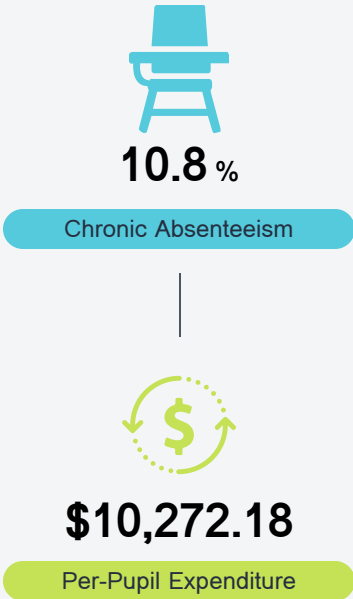 10.8 %
Chronic Absenteeism
$
$10,272.18
Per-Pupil Expenditure